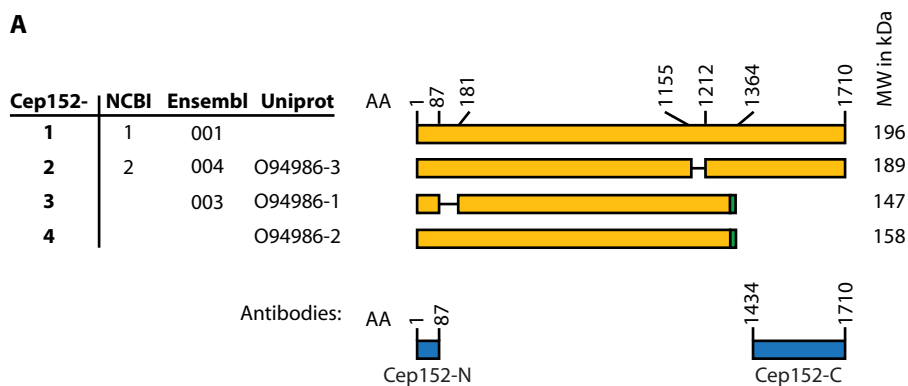 A
Cep152- NCBI Ensembl Uniprot AA 1 87 181 1155 1212 1364 1710 MW in kDa
1 1 001 196
2 2 004 O94986-3 189
3 003 O94986-1 147
4 O94986-2 158
Antibodies: AA 1 87 1434 1710
Cep152-N Cep152-C